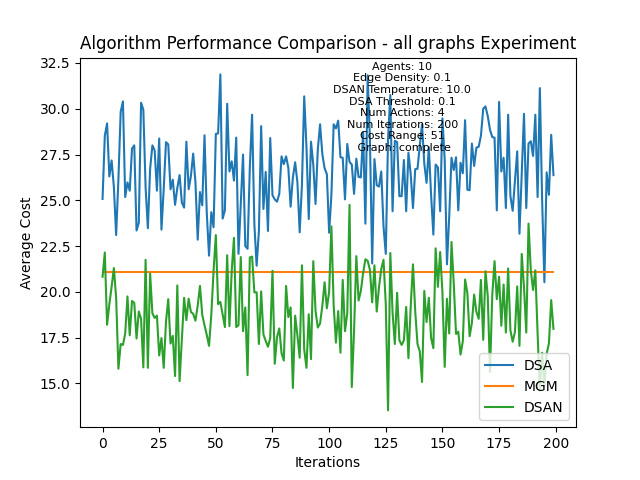 Algorithm Performance Comparison - all graphs Experiment
Agents: 10
Edge Density: 0.1
DSAN Temperature: 10.0
DSA Threshold: 0.1
Num Actions: 4
Num Iterations: 200
Cost Range: 51
Graph: complete
Average Cost
32.5
30.0
27.5
25.0
22.5
20.0
17.5
15.0
0
25
50
75
100
125
150
175
200
Iterations
DSA
MGM
DSAN